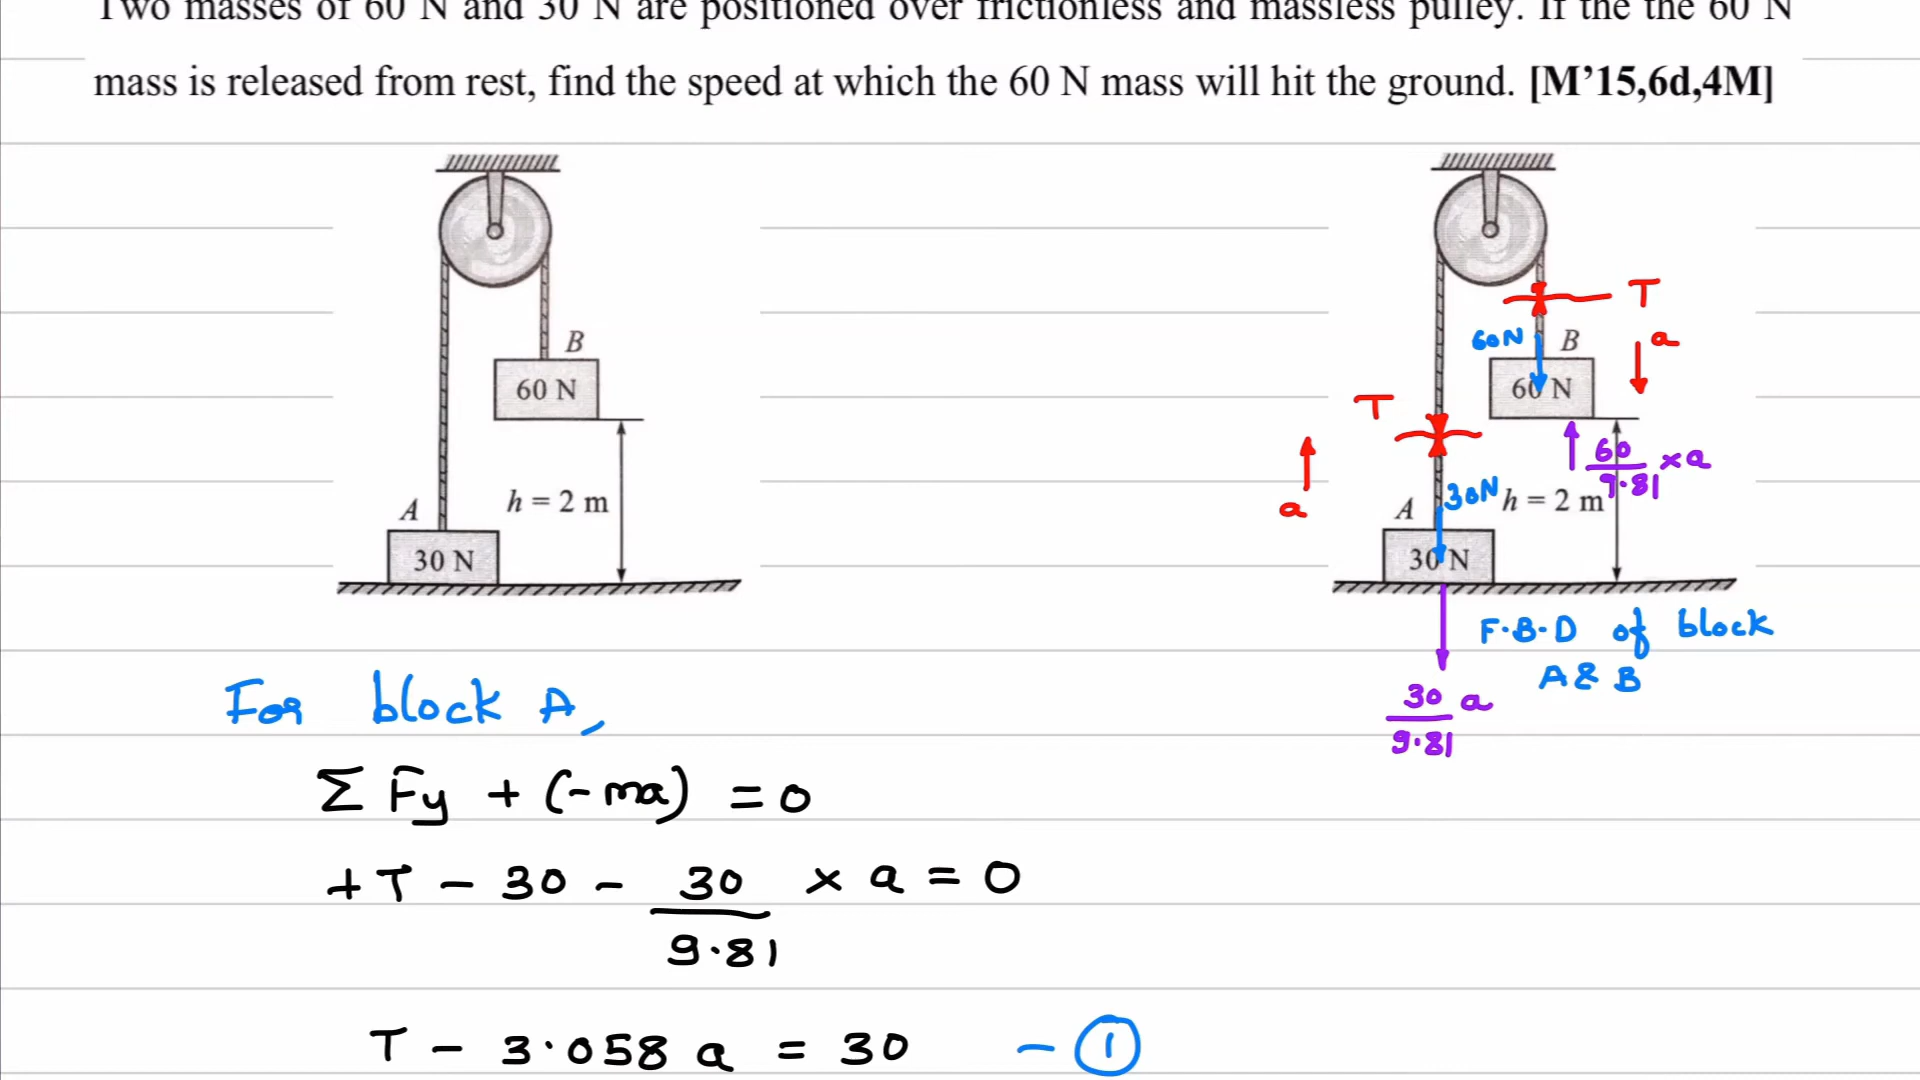 Two masses of 60 N and 30 N are positioned over frictionless and massless pulley. If the the 60 N
mass is released from rest, find the speed at which the 60 N mass will hit the ground. [M’15,6d,4M]
B
60 N
A
h = 2 m
30 N
T
60N
B
a
60 N
T
60/9.81 × a
a
A
30N
h = 2 m
30 N
F.B.D of block
A & B
30/9.81 a
For block A,
Σ Fy + (- ma) = 0
+ T - 30 - 30/9.81 × a = 0
T - 3.058 a = 30 - ①